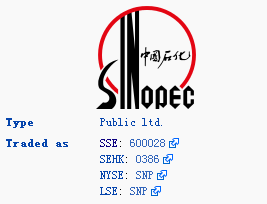 中国石化
SINOPEC
Type Public ltd.
Traded as SSE: 600028
SEHK: 0386
NYSE: SNP
LSE: SNP